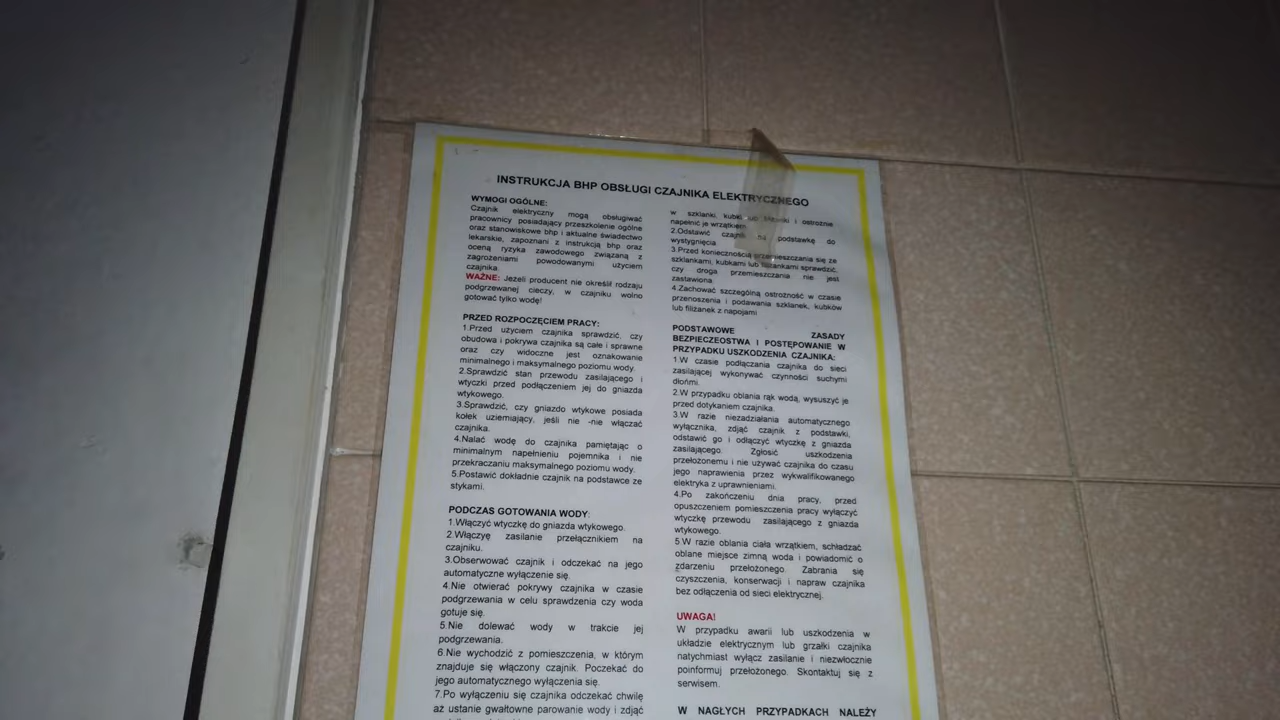 INSTRUKCJA BHP OBSŁUGI CZAJNIKA ELEKTRYCZNEGO
WYMOGI OGÓLNE:
Czajnik elektryczny mogą obsługiwać
pracownicy posiadający przeszkolenie ogólne
oraz stanowiskowe bhp i aktualne świadectwo
lekarskie, zapoznani z instrukcją bhp oraz
oceną ryzyka zawodowego związaną z
zagrożeniami powodowanymi użyciem
czajnika.
WAŻNE: Jeżeli producent nie określił rodzaju
podgrzewanej cieczy, w czajniku wolno
gotować tylko wodę!
PRZED ROZPOCZĘCIEM PRACY:
1.Przed użyciem czajnika sprawdzić, czy
obudowa i pokrywa czajnika są całe i sprawne
oraz czy widoczne jest oznakowanie
minimalnego i maksymalnego poziomu wody.
2.Sprawdzić stan przewodu zasilającego i
wtyczki przed podłączeniem jej do gniazda
wtykowego.
3.Sprawdzić, czy gniazdo wtykowe posiada
kołek uziemiający, jeśli nie -nie włączać
czajnika.
4.Nalać wodę do czajnika pamiętając o
minimalnym napełnieniu pojemnika i nie
przekraczaniu maksymalnego poziomu wody.
5.Postawić dokładnie czajnik na podstawce ze
stykami.
PODCZAS GOTOWANIA WODY:
1.Włączyć wtyczkę do gniazda wtykowego.
2.Włączyę zasilanie przełącznikiem na
czajniku.
3.Obserwować czajnik i odczekać na jego
automatyczne wyłączenie się.
4.Nie otwierać pokrywy czajnika w czasie
podgrzewania w celu sprawdzenia czy woda
gotuje się.
5.Nie dolewać wody w trakcie jej
podgrzewania.
6.Nie wychodzić z pomieszczenia, w którym
znajduje się włączony czajnik. Poczekać do
jego automatycznego wyłączenia się.
7.Po wyłączeniu się czajnika odczekać chwilę
aż ustanie gwałtowne parowanie wody i zdjąć
w szklanki, kubki lub filiżanki i ostrożnie
napełnić je wrzątkiem.
2.Odstawić czajnik na podstawkę do
wystygnięcia.
3.Przed koniecznością przemieszczania się ze
szklankami, kubkami lub filiżankami sprawdzić,
czy droga przemieszczania nie jest
zastawiona.
4.Zachować szczególną ostrożność w czasie
przenoszenia i podawania szklanek, kubków
lub filiżanek z napojami
PODSTAWOWE ZASADY
BEZPIECZEOSTWA I POSTĘPOWANIE W
PRZYPADKU USZKODZENIA CZAJNIKA:
1.W czasie podłączania czajnika do sieci
zasilającej wykonywać czynności suchymi
dłońmi.
2.W przypadku oblania rąk wodą, wysuszyć je
przed dotykaniem czajnika.
3.W razie niezadziałania automatycznego
wyłącznika, zdjąć czajnik z podstawki,
odstawić go i odłączyć wtyczkę z gniazda
zasilającego. Zgłosić uszkodzenia
przełożonemu i nie używać czajnika do czasu
jego naprawienia przez wykwalifikowanego
elektryka z uprawnieniami.
4.Po zakończeniu dnia pracy, przed
opuszczeniem pomieszczenia pracy wyłączyć
wtyczkę przewodu zasilającego z gniazda
wtykowego.
5.W razie oblania ciała wrzątkiem, schładzać
oblane miejsce zimną woda i powiadomić o
zdarzeniu przełożonego. Zabrania się
czyszczenia, konserwacji i napraw czajnika
bez odłączenia od sieci elektrycznej.
UWAGA!
W przypadku awarii lub uszkodzenia w
układzie elektrycznym lub grzałki czajnika
natychmiast wyłącz zasilanie i niezwłocznie
poinformuj przełożonego. Skontaktuj się z
serwisem.
W NAGŁYCH PRZYPADKACH NALEŻY